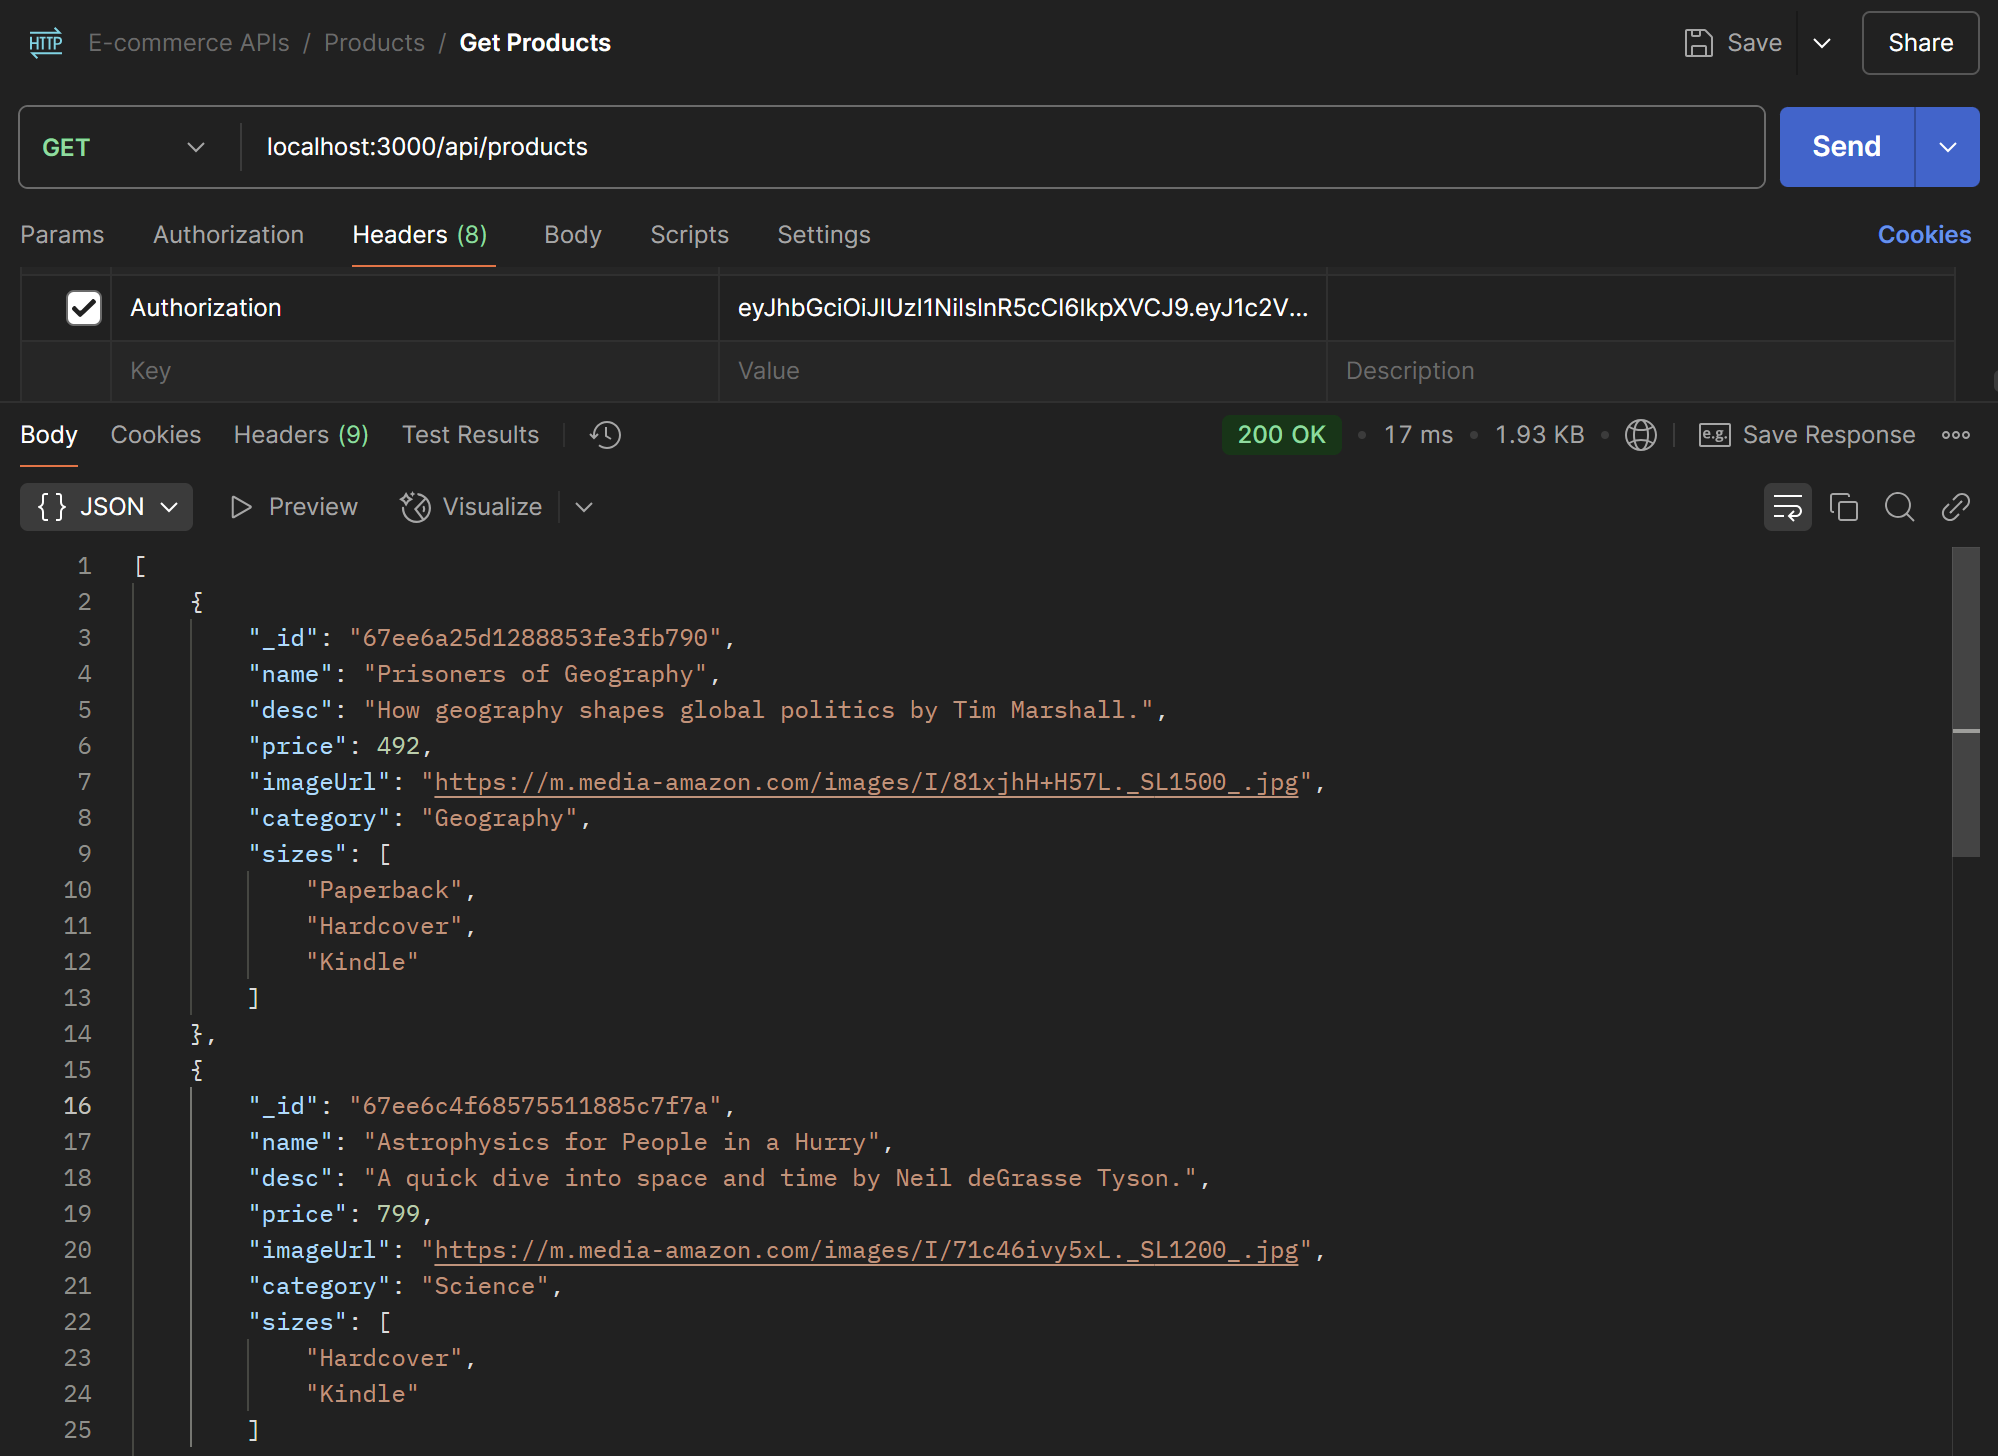 HTTP E-commerce APIs / Products / Get Products Save Share
GET localhost:3000/api/products Send
Params Authorization Headers (8) Body Scripts Settings Cookies
Authorization eyJhbGciOiJIUzI1NiIsInR5cCI6IkpXVCJ9.eyJ1c2V...
Key Value Description
Body Cookies Headers (9) Test Results 200 OK • 17 ms • 1.93 KB • e.g. Save Response
{} JSON Preview Visualize
1 [
2 {
3 "_id": "67ee6a25d1288853fe3fb790",
4 "name": "Prisoners of Geography",
5 "desc": "How geography shapes global politics by Tim Marshall.",
6 "price": 492,
7 "imageUrl": "https://m.media-amazon.com/images/I/81xjhH+H57L._SL1500_.jpg",
8 "category": "Geography",
9 "sizes": [
10 "Paperback",
11 "Hardcover",
12 "Kindle"
13 ]
14 },
15 {
16 "_id": "67ee6c4f68575511885c7f7a",
17 "name": "Astrophysics for People in a Hurry",
18 "desc": "A quick dive into space and time by Neil deGrasse Tyson.",
19 "price": 799,
20 "imageUrl": "https://m.media-amazon.com/images/I/71c46ivy5xL._SL1200_.jpg",
21 "category": "Science",
22 "sizes": [
23 "Hardcover",
24 "Kindle"
25 ]